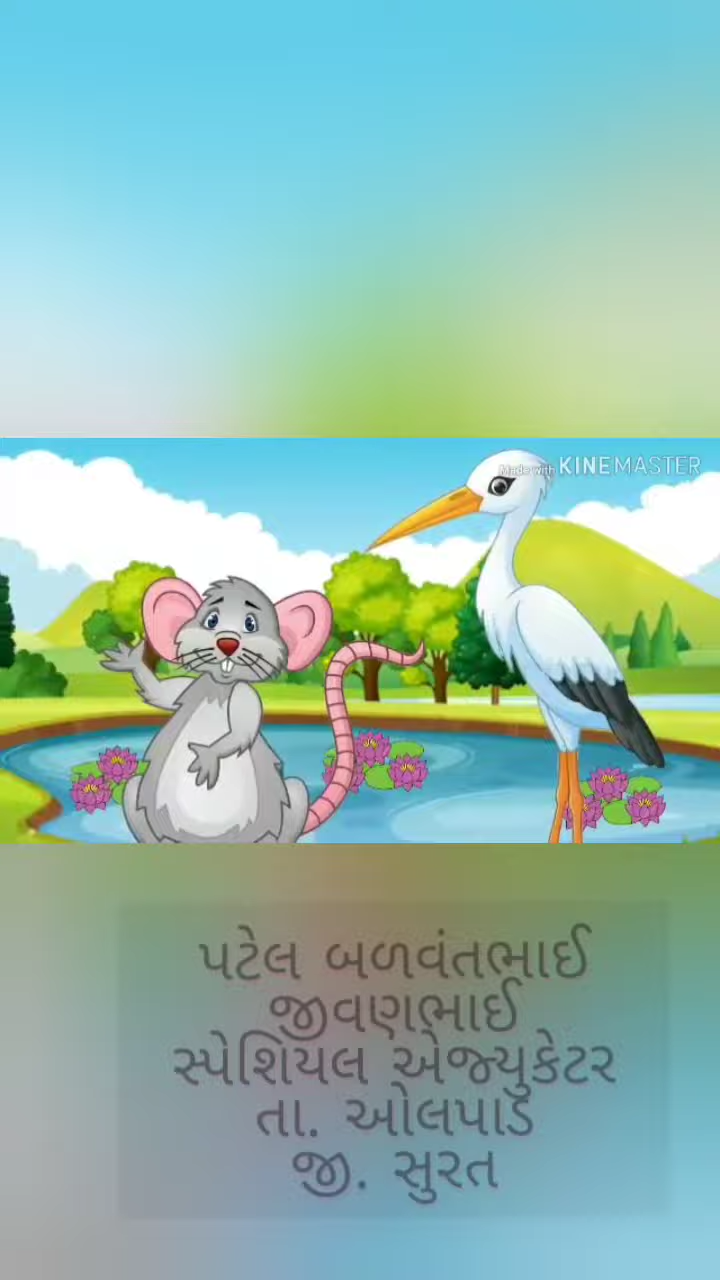 Made with KINEMASTER
પટેલ બળવંતભાઈ
જીવણભાઈ
સ્પેશિયલ એજ્યુકેટર
તા. ઓલપાડ
જી. સુરત